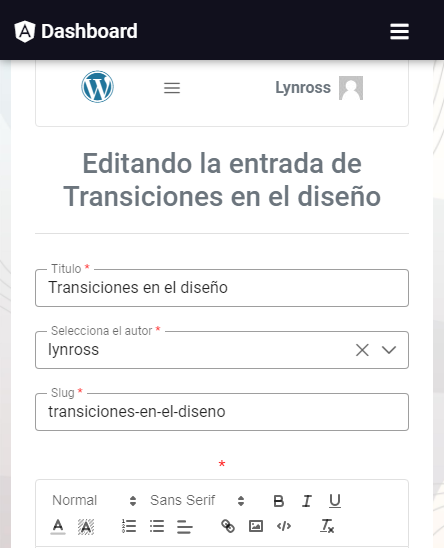 Dashboard
Lynross
Editando la entrada de
Transiciones en el diseño
Titulo *
Transiciones en el diseño
Selecciona el autor *
lynross
Slug *
transiciones-en-el-diseno
*
Normal Sans Serif B I U
A A